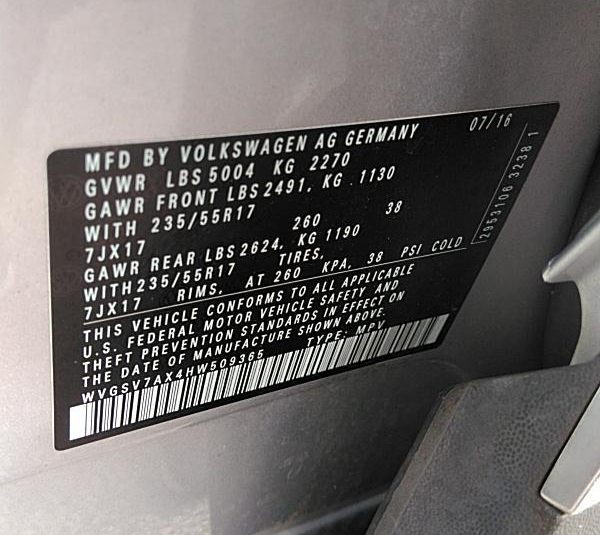 07/16
MFD BY VOLKSWAGEN AG GERMANY
GVWR LBS 5004 KG 2270
GAWR FRONT LBS 2491, KG 1130
WITH 235/55R17 260 38
7JX17
GAWR REAR LBS 2624, KG 1190
WITH 235/55R17 TIRES,
7JX17 RIMS. AT 260 KPA, 38 PSI COLD
THIS VEHICLE CONFORMS TO ALL APPLICABLE
U.S. FEDERAL MOTOR VEHICLE SAFETY AND
THEFT PREVENTION STANDARDS IN EFFECT ON
THE DATE OF MANUFACTURE SHOWN ABOVE.
WVGSV7AX4HW509365 TYPE: MPV
2953106 3238 1